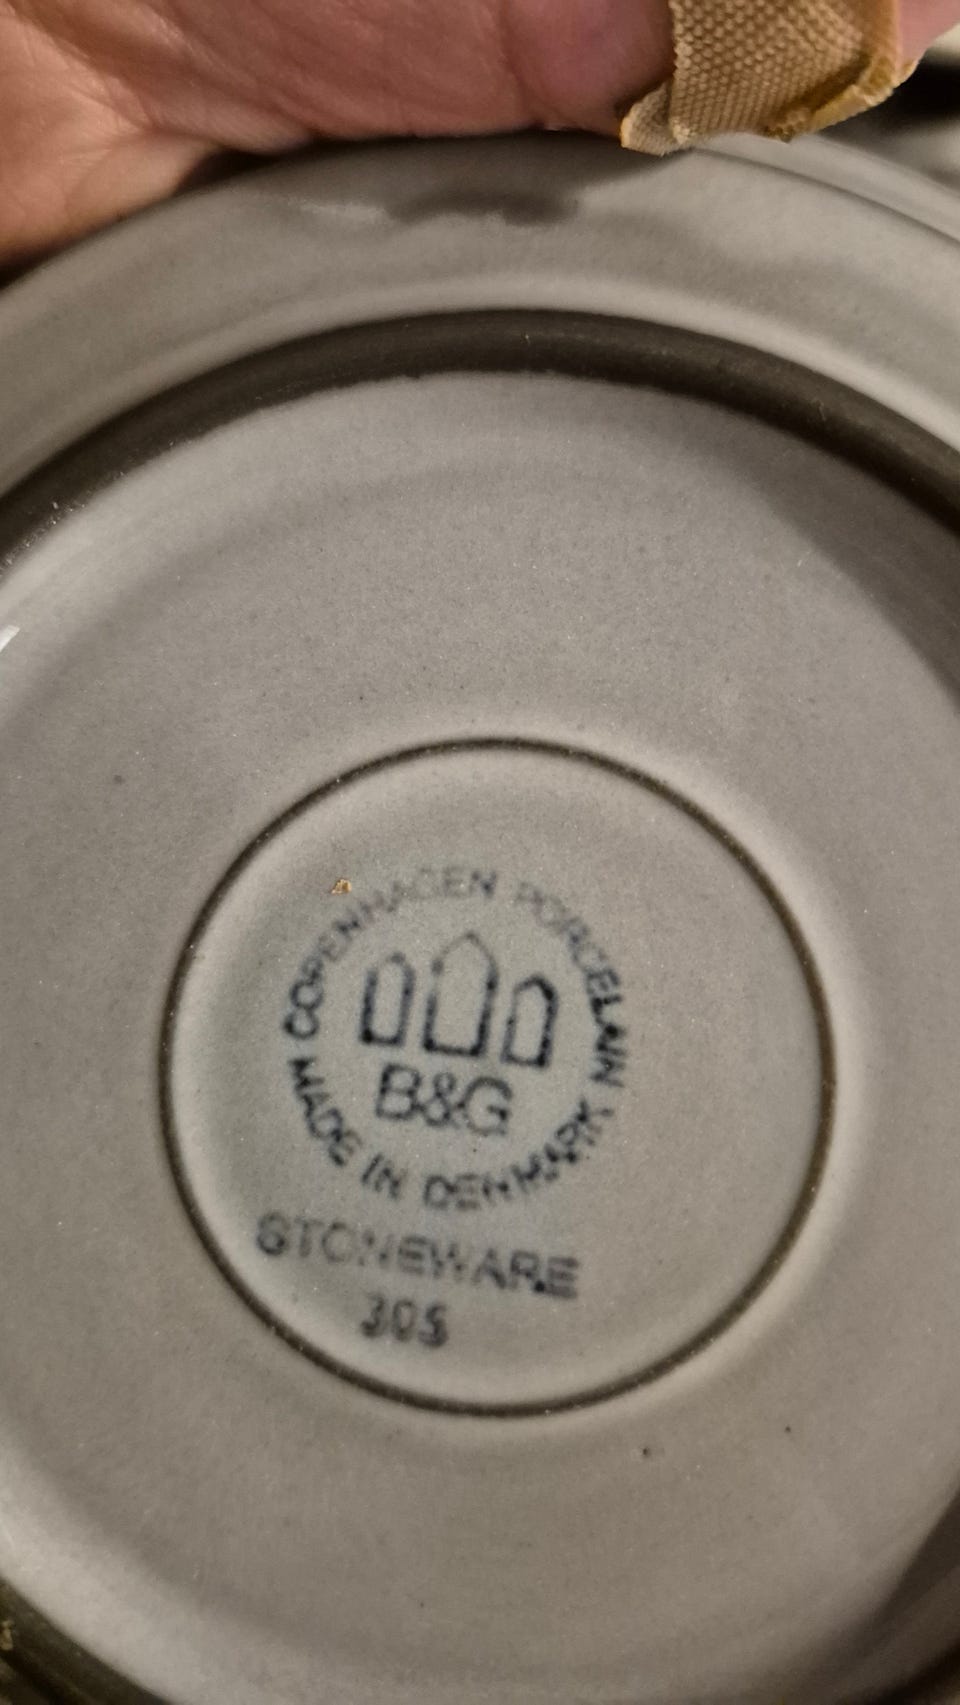 COPENHAGEN PORCELAIN
B&G
MADE IN DENMARK
STONEWARE
305